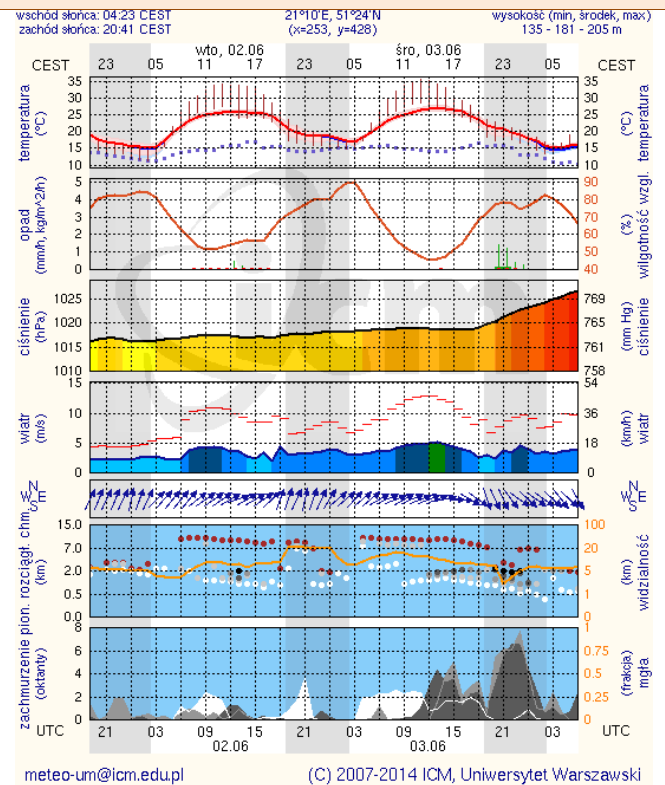 wschód słońca: 04:23 CEST 21°10'E, 51°24'N wysokość (min, środek, max)
zachód słońca: 20:41 CEST (x=253, y=428) 135 - 181 - 205 m
wto, 02.06 śro, 03.06
CEST 23 05 11 17 23 05 11 17 23 05 CEST
temperatura
(°C)
35
30
25
20
15
10
35
30
25
20
15
10
(°C)
temperatura
opad
(mm/h, kg/m^2/h)
5
4
3
2
1
0
90
80
70
60
50
40
(%)
wilgotność wzgl.
icm
ciśnienie
(hPa)
1025
1020
1015
1010
769
765
761
758
(mm Hg)
ciśnienie
wiatr
(m/s)
15
10
5
0
54
36
18
0
(km/h)
wiatr
N
W E
S
N
W E
S
pion. rozciągł. chm.
(km)
15.0
7.0
2.0
0.5
0.0
100
20
5
1
0
(km)
widzialność
zachmurzenie
(oktanty)
8
6
4
2
0
1
0.75
0.5
0.25
0
(frakcja)
mgła
UTC 21 03 09 15 21 03 09 15 21 03 UTC
02.06 03.06
meteo-um@icm.edu.pl (C) 2007-2014 ICM, Uniwersytet Warszawski